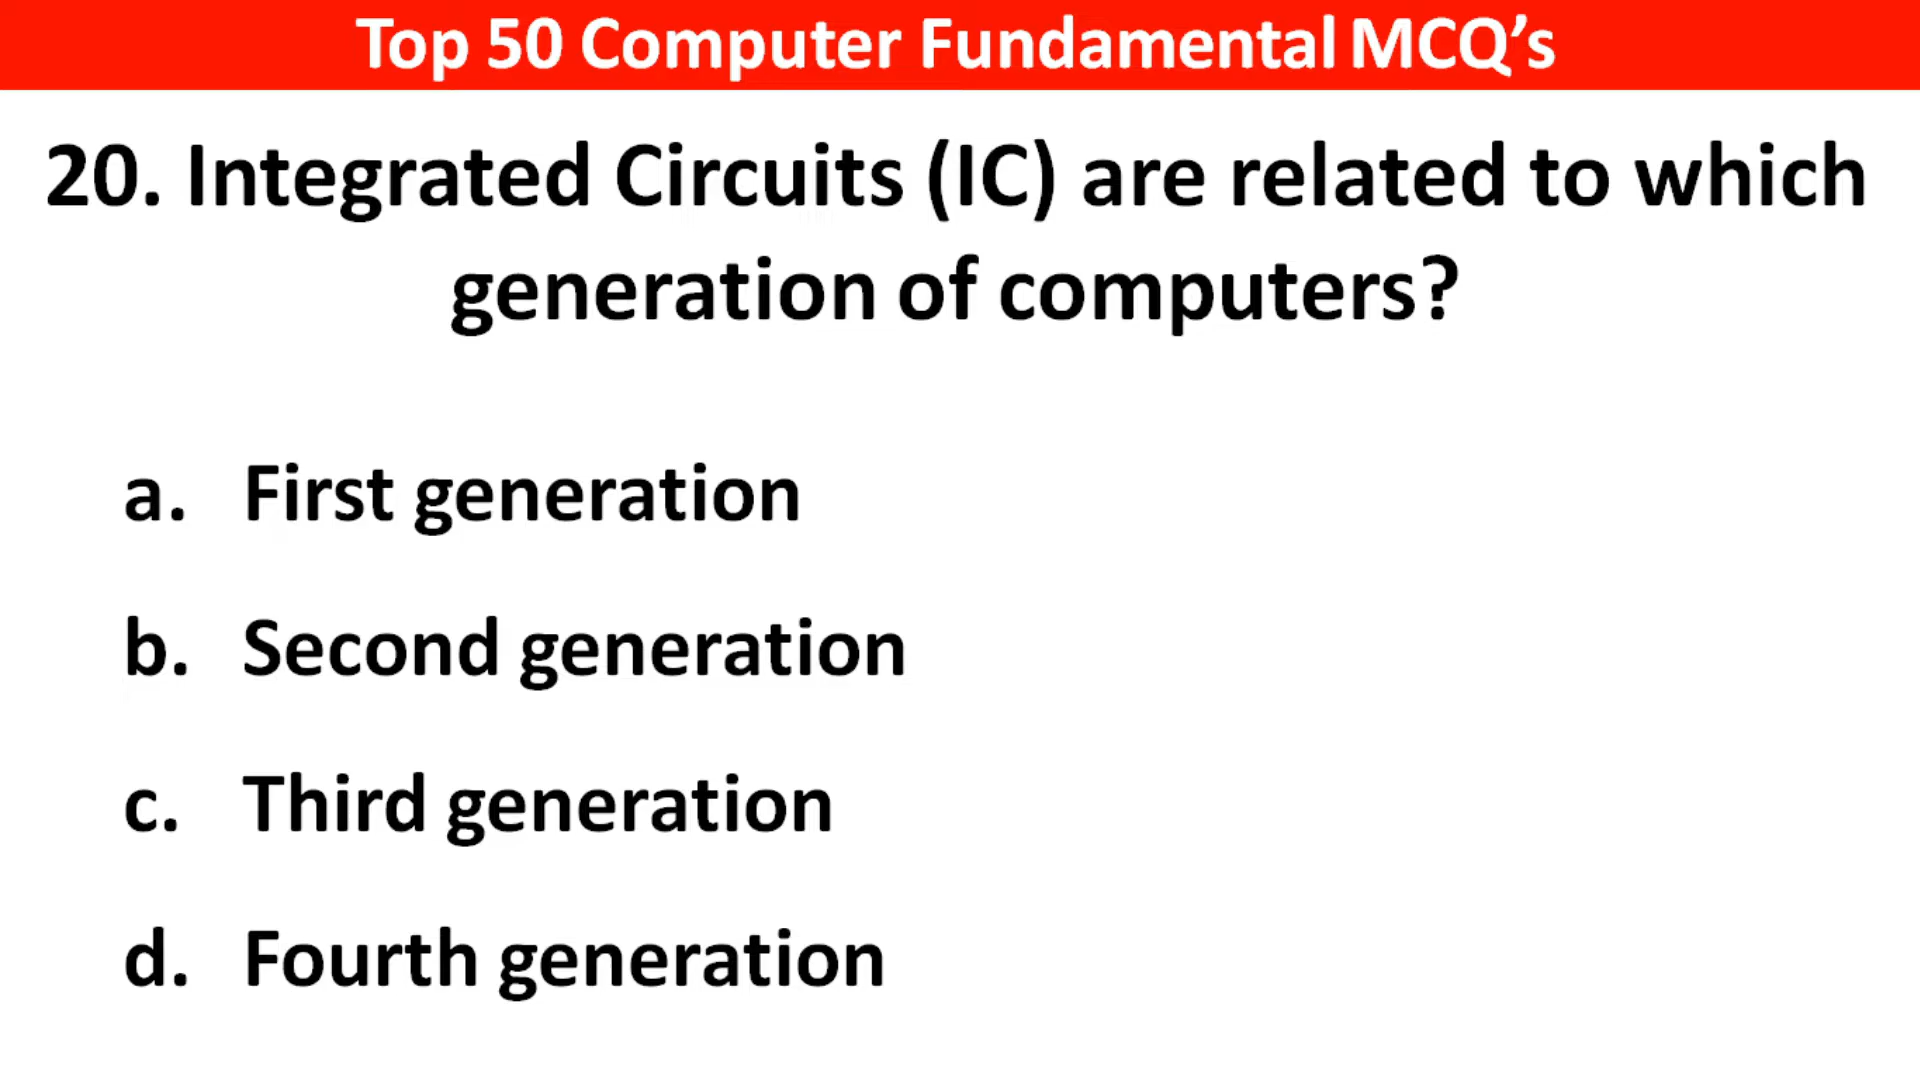 Top 50 Computer Fundamental MCQ’s
20. Integrated Circuits (IC) are related to which
generation of computers?
a. First generation
b. Second generation
c. Third generation
d. Fourth generation